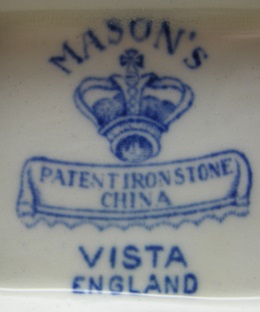 MASON'S
PATENT IRONSTONE
CHINA
VISTA
ENGLAND